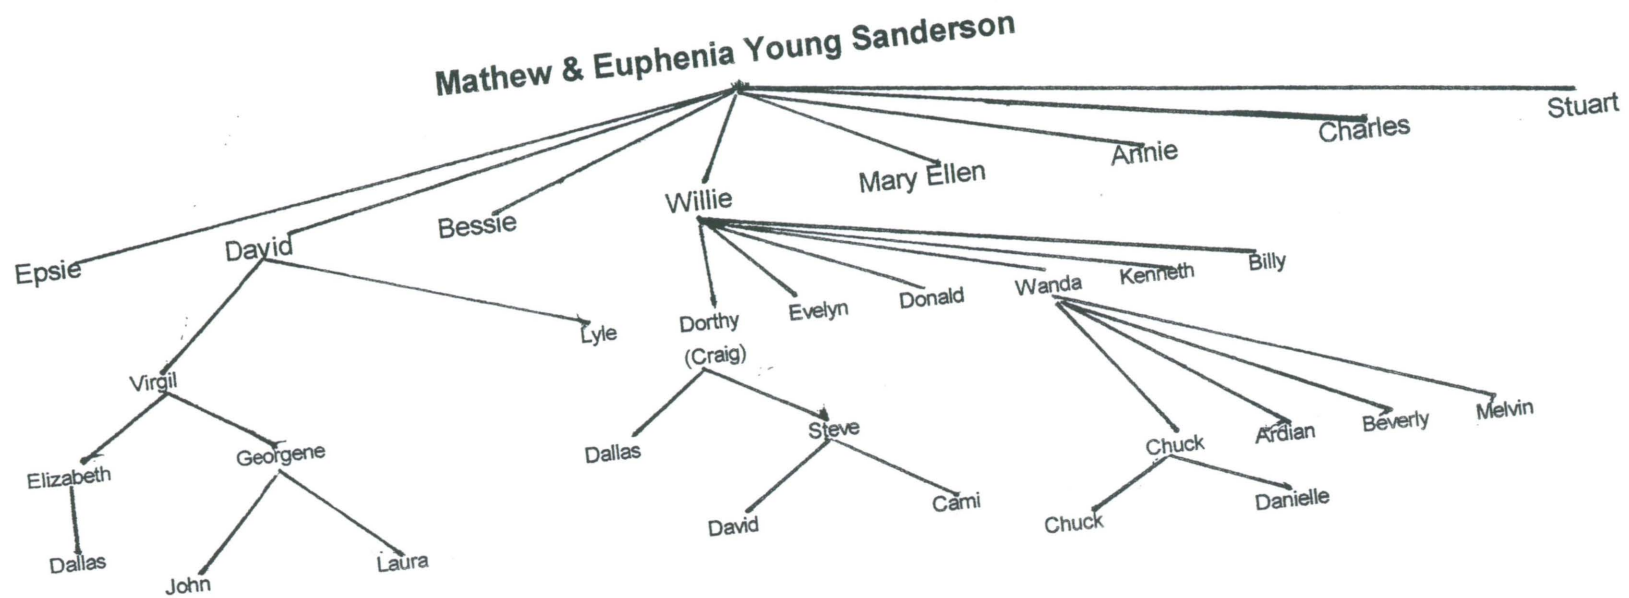 Mathew & Euphenia Young Sanderson
Epsie
David
Bessie
Willie
Mary Ellen
Annie
Charles
Stuart
Virgil
Lyle
Dorthy
(Craig)
Evelyn
Donald
Wanda
Kenneth
Billy
Elizabeth
Georgene
Dallas
Steve
Chuck
Ardian
Beverly
Melvin
Dallas
John
Laura
David
Cami
Chuck
Danielle